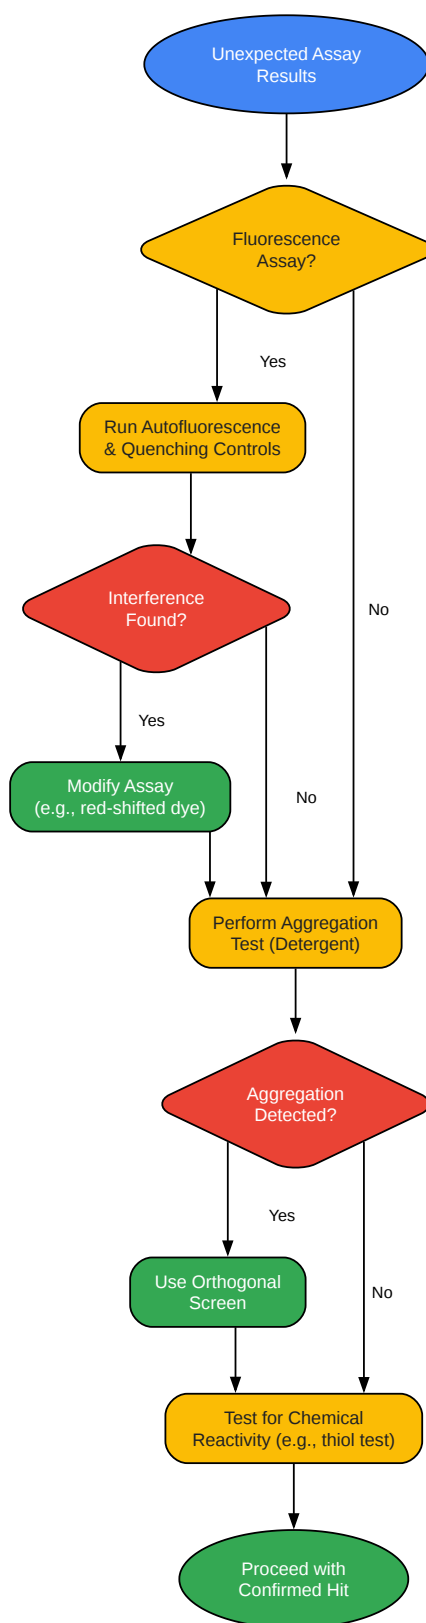 Unexpected Assay
Results
Fluorescence
Assay?
Yes
Run Autofluorescence
& Quenching Controls
Interference
Found?
No
Yes
Modify Assay
(e.g., red-shifted dye)
No
Perform Aggregation
Test (Detergent)
Aggregation
Detected?
Yes
Use Orthogonal
Screen
No
Test for Chemical
Reactivity (e.g., thiol test)
Proceed with
Confirmed Hit